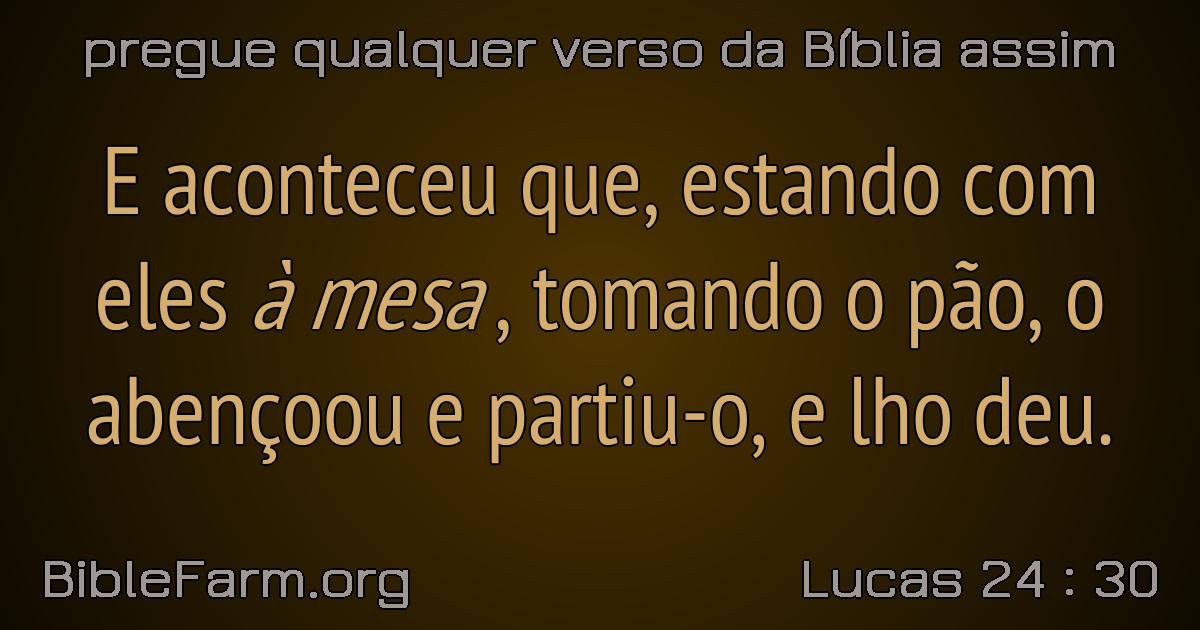 pregue qualquer verso da Bíblia assim
E aconteceu que, estando com
eles à mesa , tomando o pão, o
abençoou e partiu-o, e lho deu.
BibleFarm.org
Lucas 24 : 30